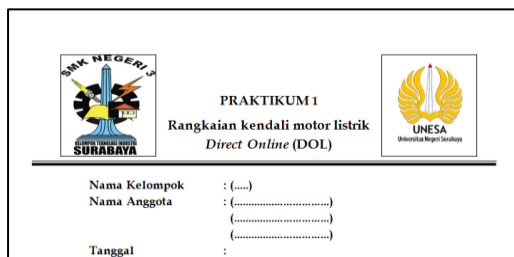 SMK NEGERI 3
KELOMPOK TEKNOLOGI INDUSTRI
SURABAYA
PRAKTIKUM 1
Rangkaian kendali motor listrik
Direct Online (DOL)
UNESA
Universitas Negeri Surabaya
Nama Kelompok : (.....)
Nama Anggota : (..............................)
(..............................)
(..............................)
Tanggal :